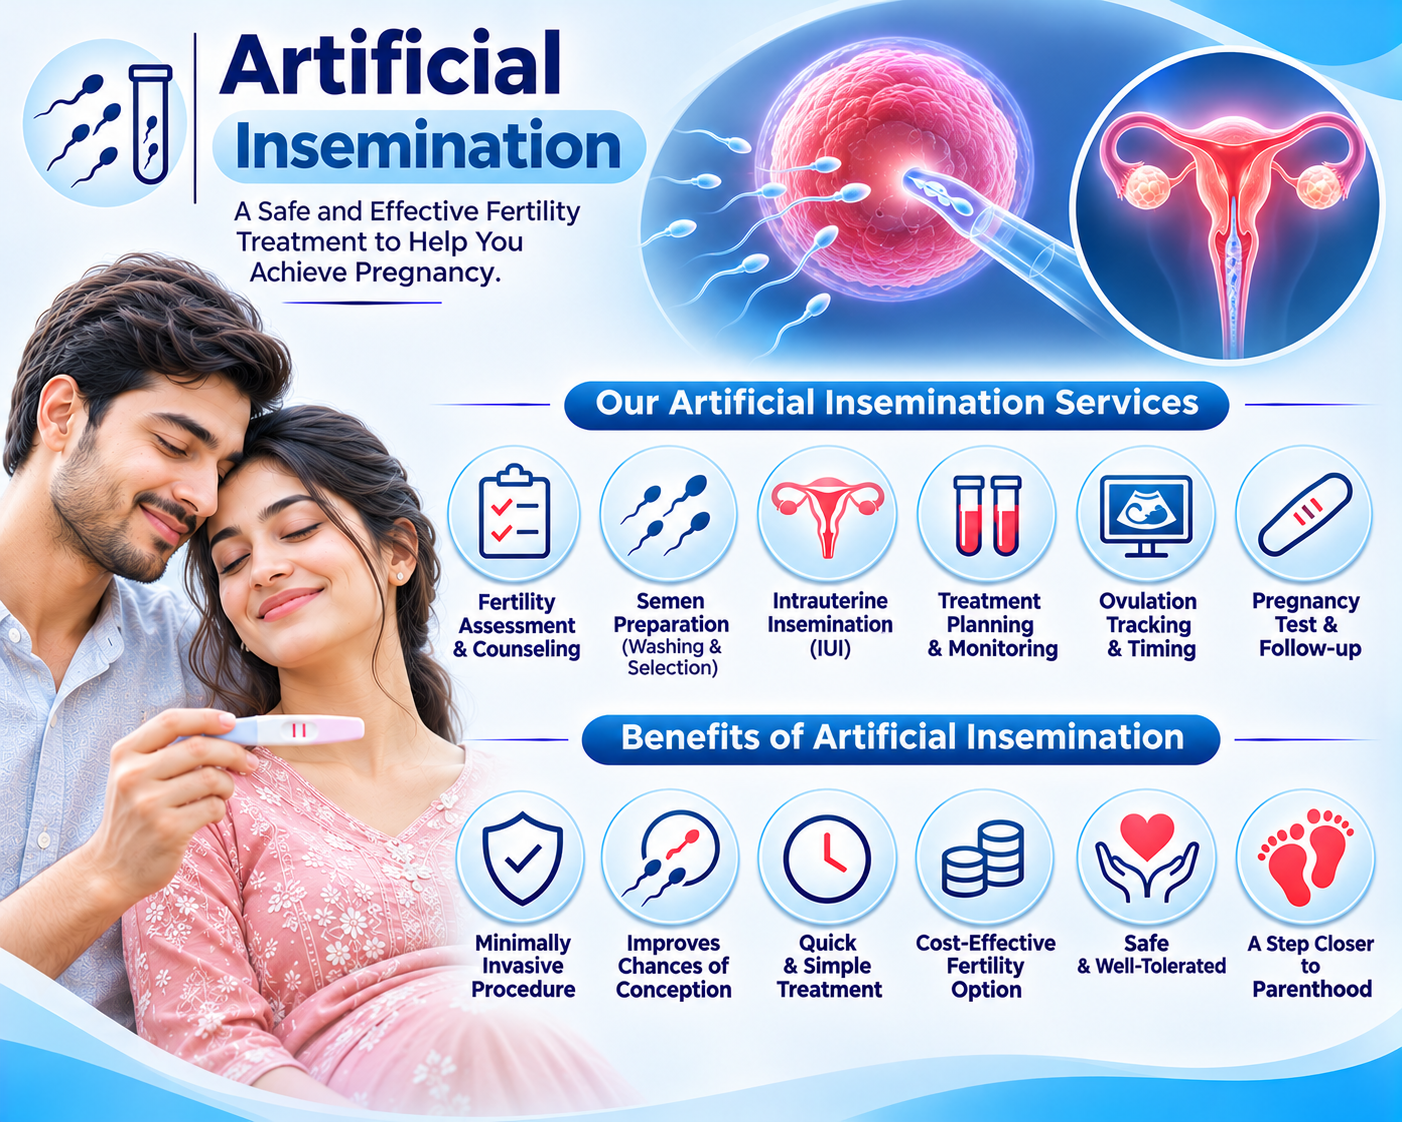 Artificial
Insemination
A Safe and Effective Fertility
Treatment to Help You
Achieve Pregnancy.
Our Artificial Insemination Services
Fertility
Assessment
& Counseling
Semen
Preparation
(Washing &
Selection)
Intrauterine
Insemination
(IUI)
Treatment
Planning
& Monitoring
Ovulation
Tracking
& Timing
Pregnancy
Test &
Follow-up
Benefits of Artificial Insemination
Minimally
Invasive
Procedure
Improves
Chances of
Conception
Quick
& Simple
Treatment
Cost-Effective
Fertility
Option
Safe
& Well-Tolerated
A Step Closer
to
Parenthood